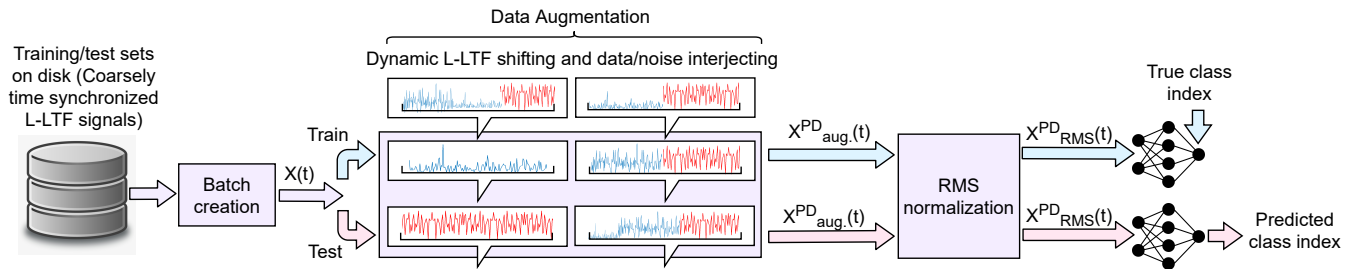 Data Augmentation
Training/test sets
on disk (Coarsely
time synchronized
L-LTF signals)
Dynamic L-LTF shifting and data/noise interjecting
True class
index
Train
X^PD_aug.(t)
X^PD_RMS(t)
Batch
creation
X(t)
RMS
normalization
Test
X^PD_aug.(t)
X^PD_RMS(t)
Predicted
class index